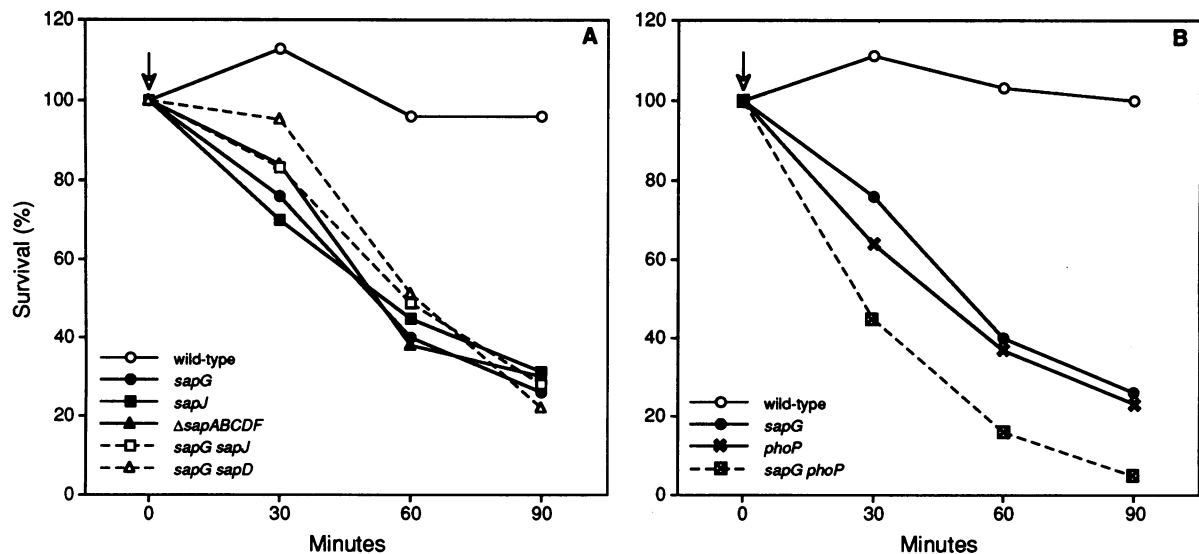 A
120
100
80
60
40
20
0
Survival (%)
wild-type
sapG
sapJ
ΔsapABCDF
sapG sapJ
sapG sapD
0 30 60 90
Minutes
B
120
100
80
60
40
20
0
wild-type
sapG
phoP
sapG phoP
0 30 60 90
Minutes